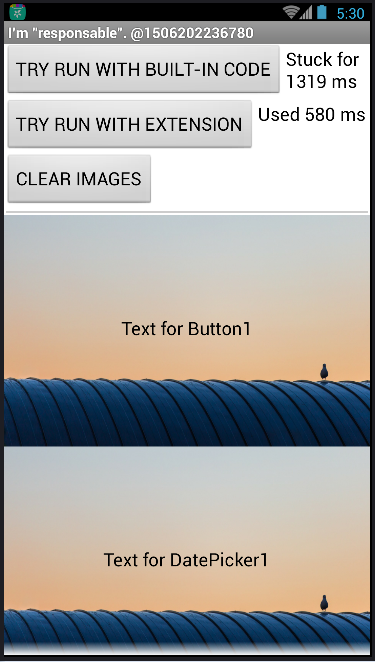 5:30
I'm "responsable". @1506202236780
TRY RUN WITH BUILT-IN CODE
Stuck for
1319 ms
TRY RUN WITH EXTENSION
Used 580 ms
CLEAR IMAGES
Text for Button1
Text for DatePicker1